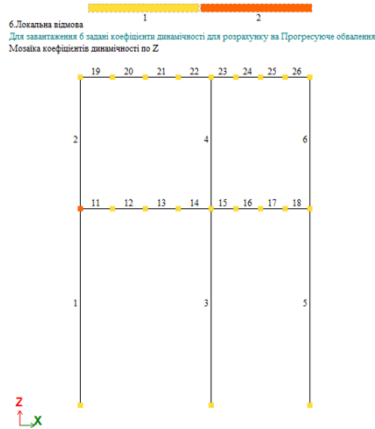 1 2
6.Локальна відмова
Для завантаження 6 задані коефіцієнти динамічності для розрахунку на Прогресуюче обвалення
Мозаїка коефіцієнтів динамічності по Z
19 20 21 22 23 24 25 26
2 4 6
11 12 13 14 15 16 17 18
1 3 5
Z
X